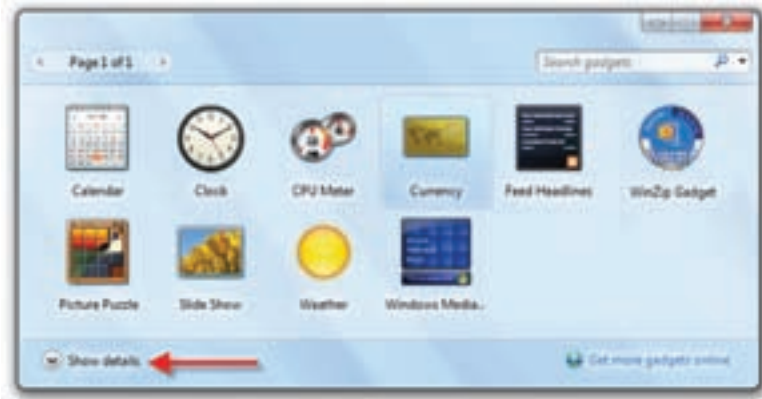 Page 1 of 1
Search gadgets
Calendar
Clock
CPU Meter
Currency
Feed Headlines
WinZip Gadget
Picture Puzzle
Slide Show
Weather
Windows Media..
Show details
Get more gadgets online